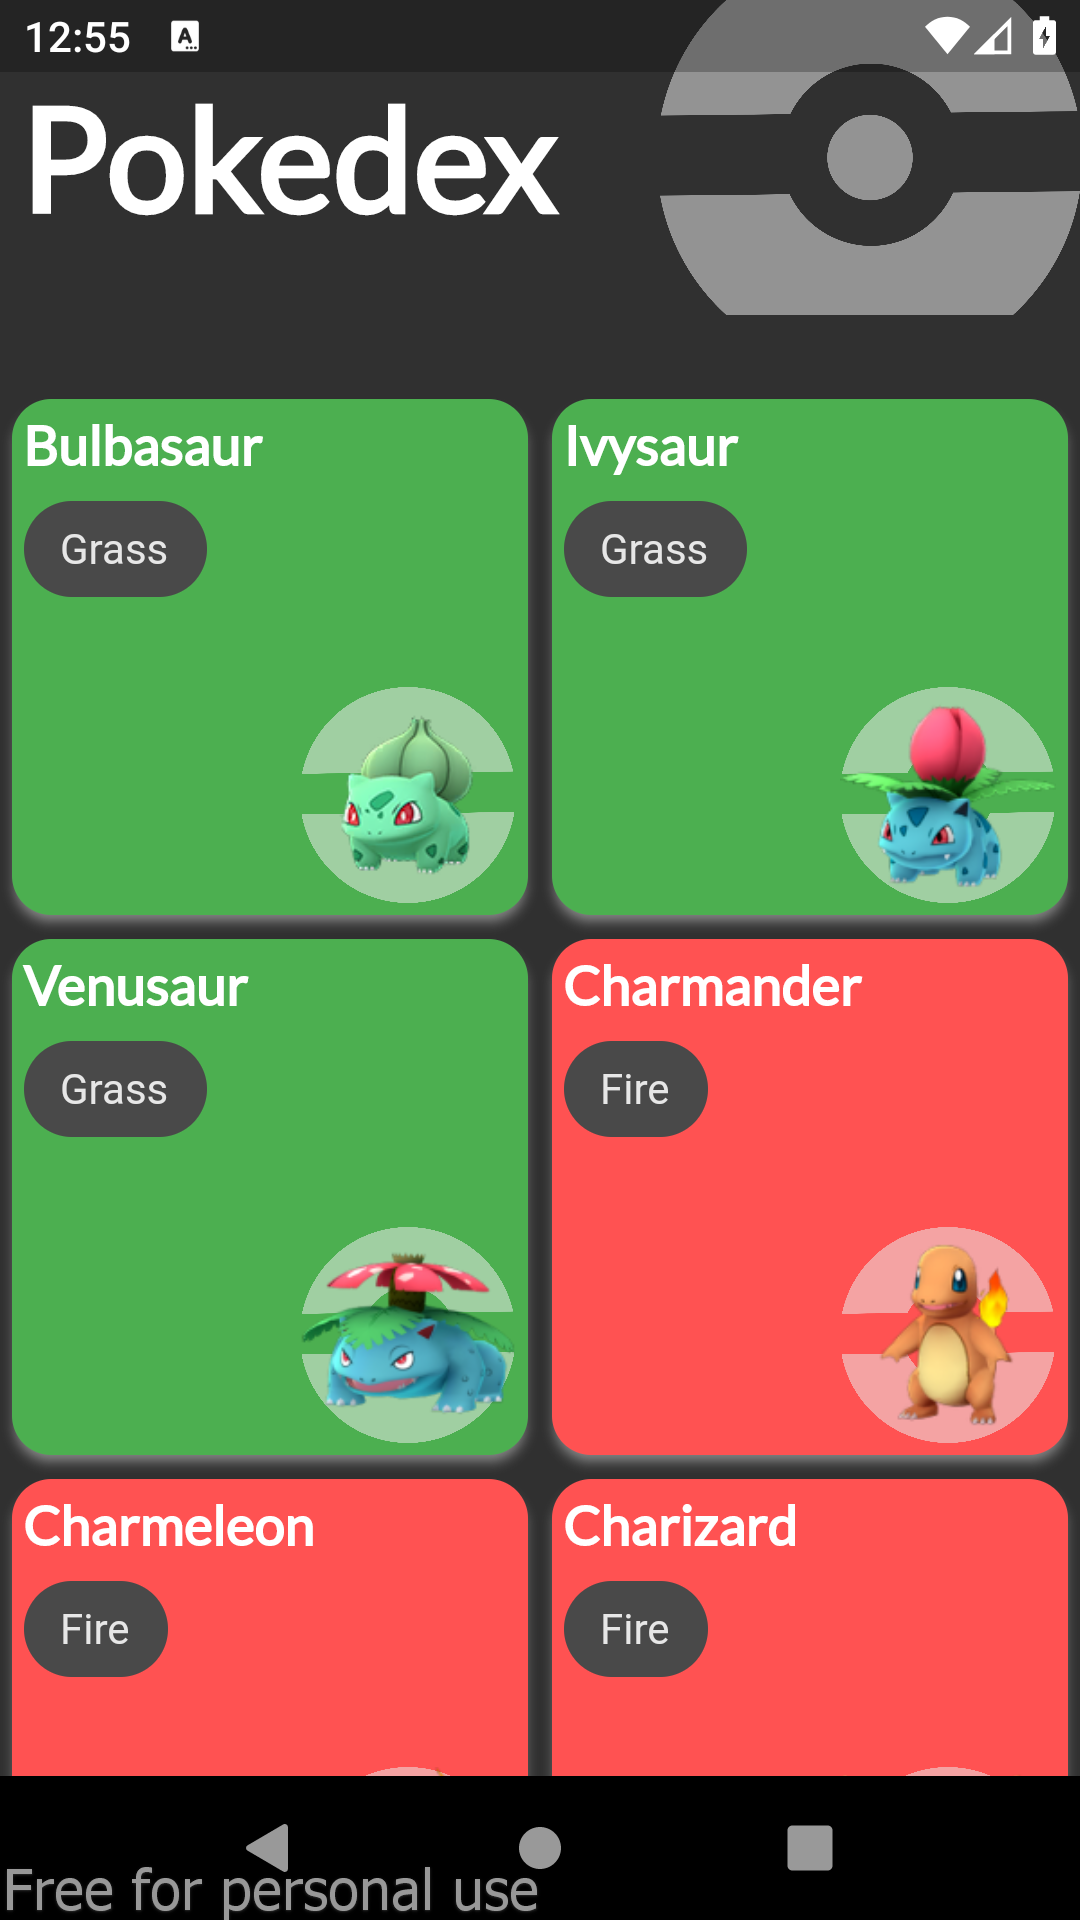 12:55
A
Pokedex
Bulbasaur
Ivysaur
Grass
Grass
Venusaur
Charmander
Grass
Fire
Charmeleon
Charizard
Fire
Fire
Free for personal use